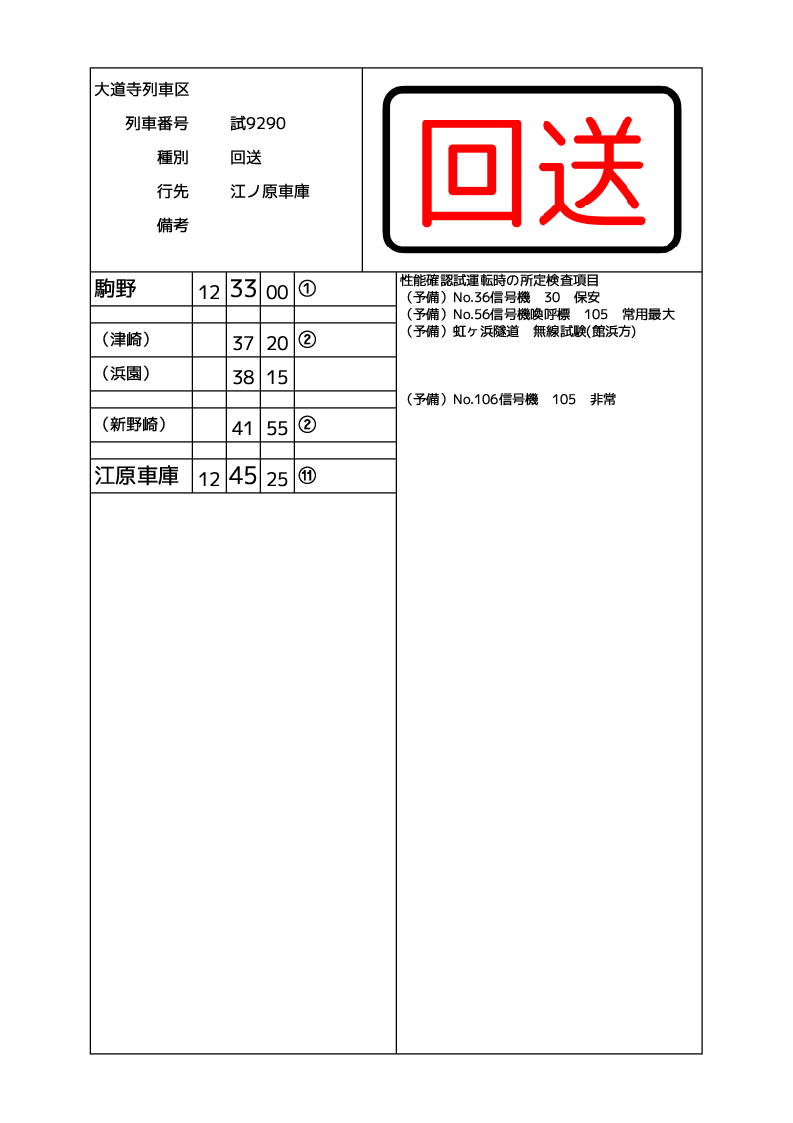 大道寺列車区
列車番号 試9290
種別 回送
行先 江ノ原車庫
備考
回送
駒野 12 33 00 ①
（津崎） 37 20 ②
（浜園） 38 15
（新野崎） 41 55 ②
江原車庫 12 45 25 ⑪
性能確認試運転時の所定検査項目
（予備）No.36信号機　30　保安
（予備）No.56信号機喚呼標　105　常用最大
（予備）虹ヶ浜隧道　無線試験(館浜方)
（予備）No.106信号機　105　非常